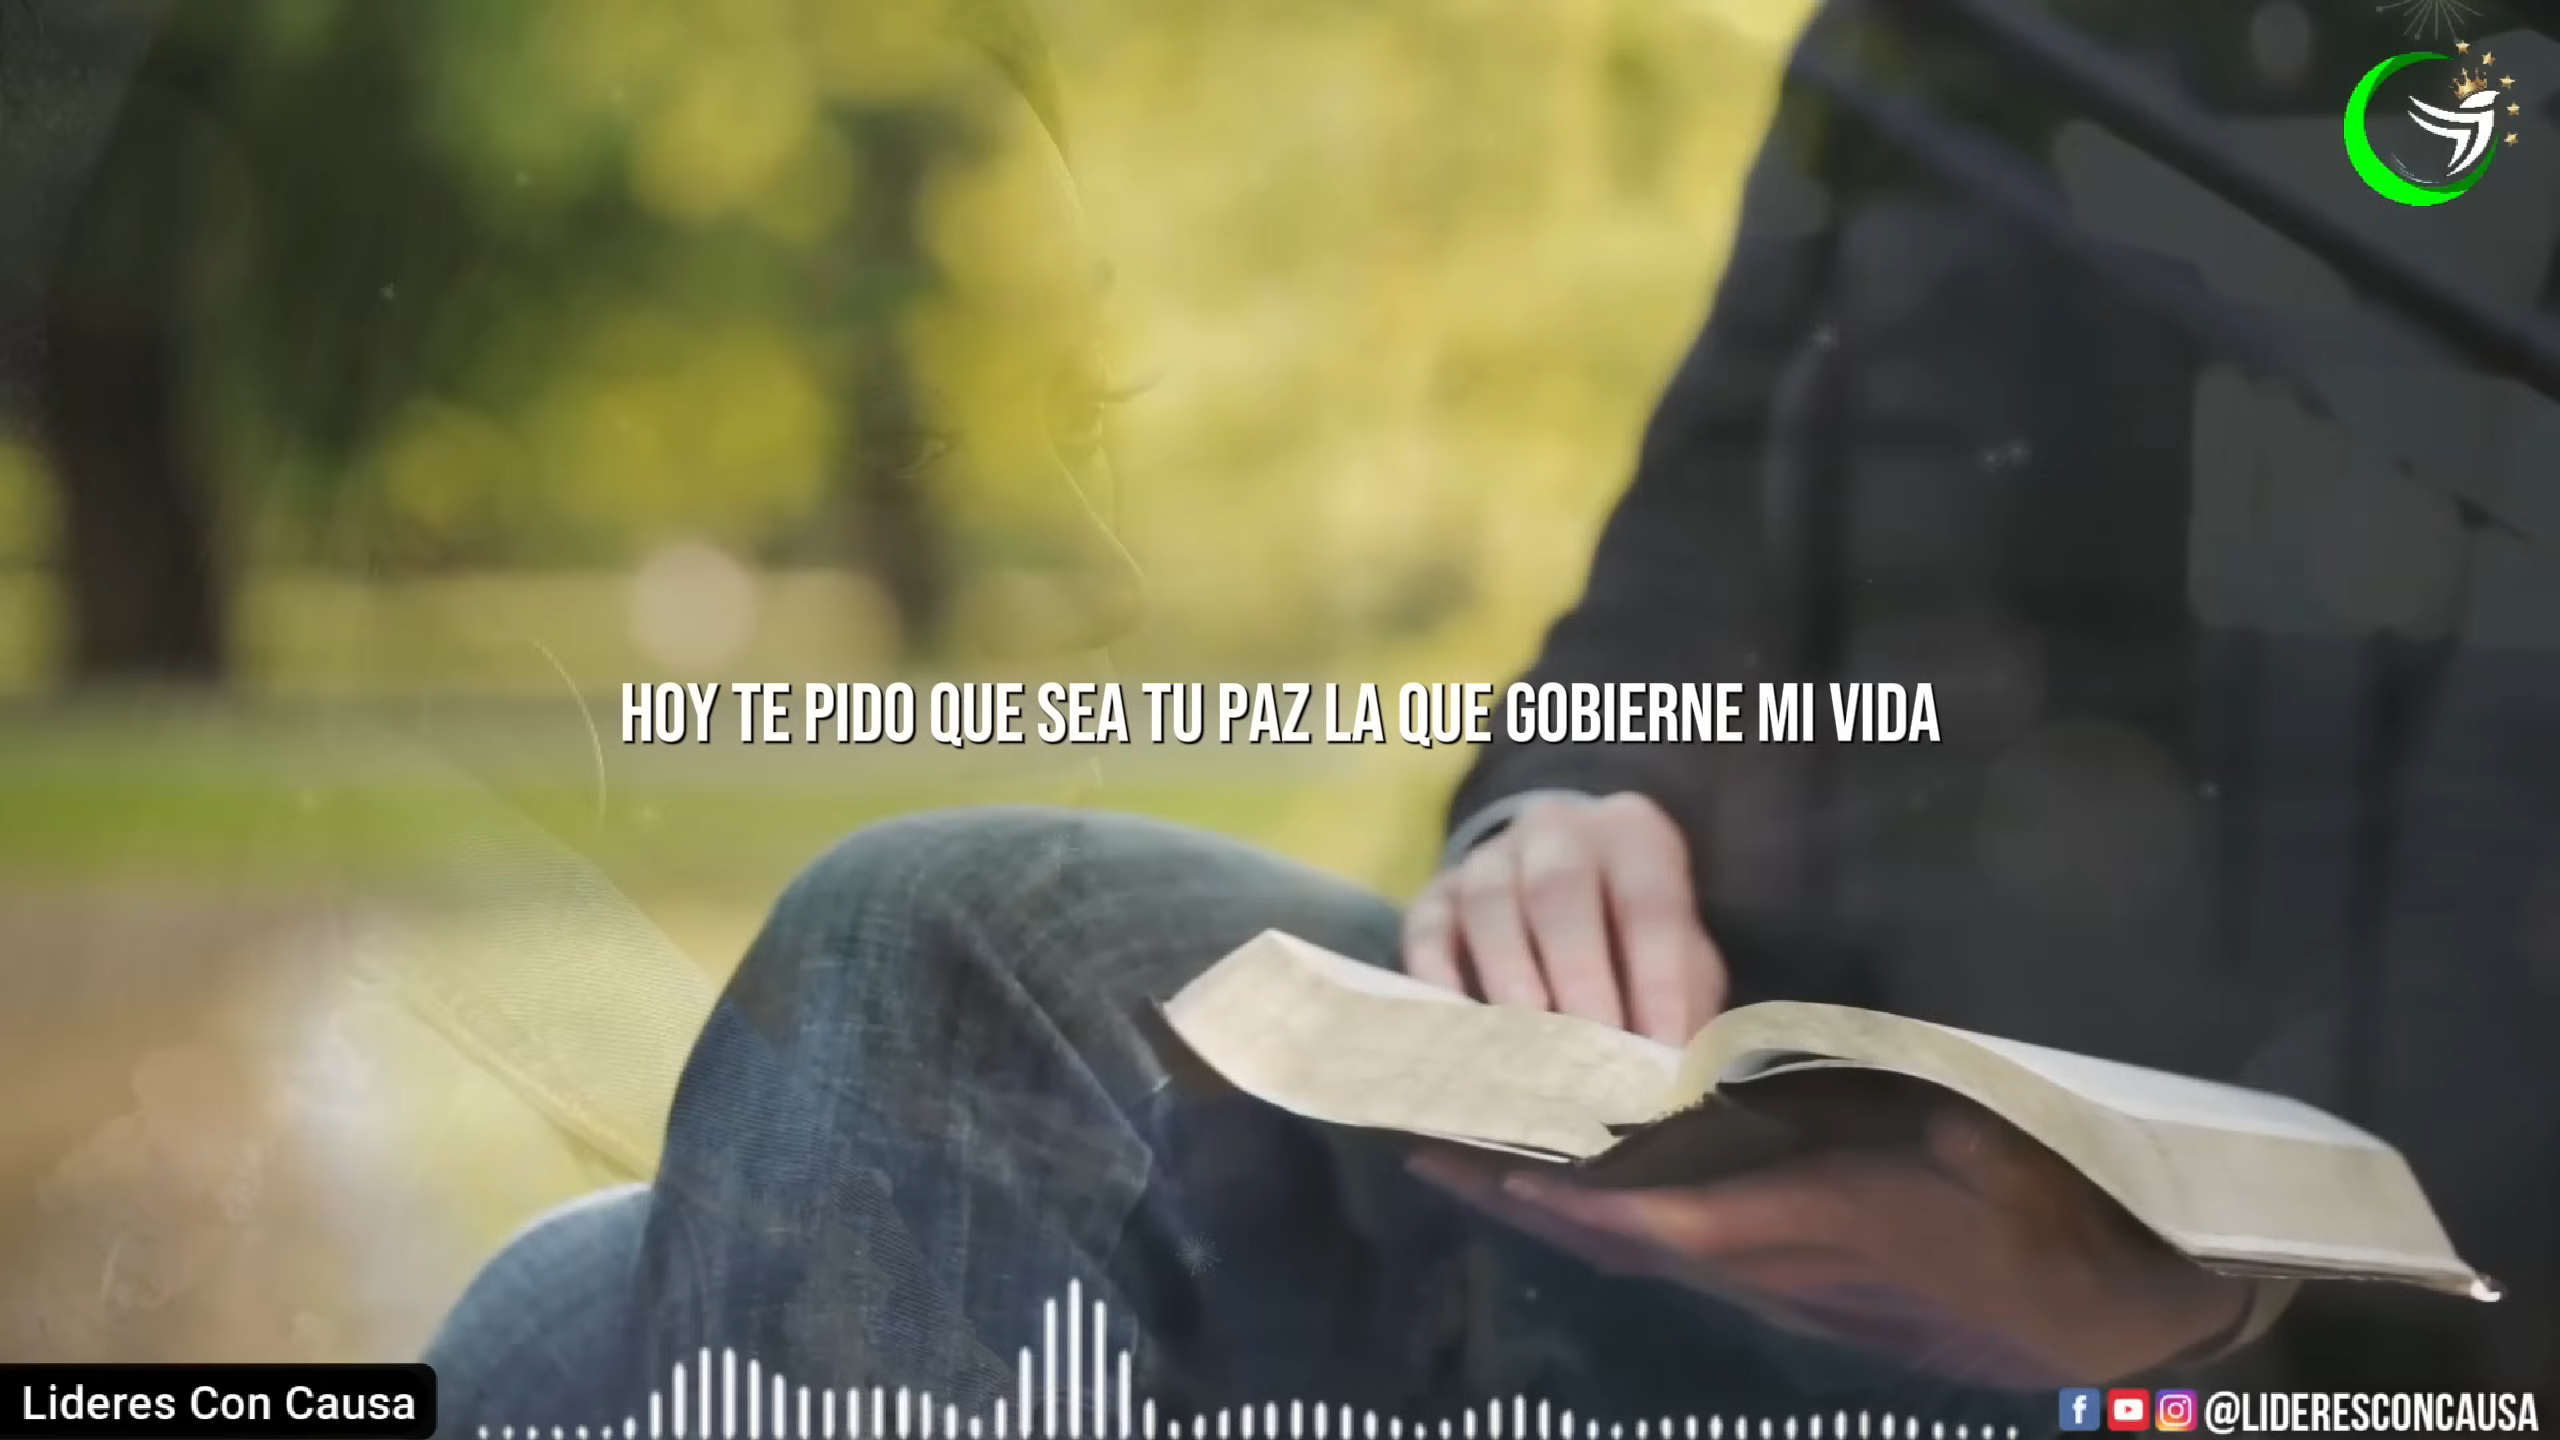 HOY TE PIDO QUE SEA TU PAZ LA QUE GOBIERNE MI VIDA
Lideres Con Causa
@LIDERESCONCAUSA